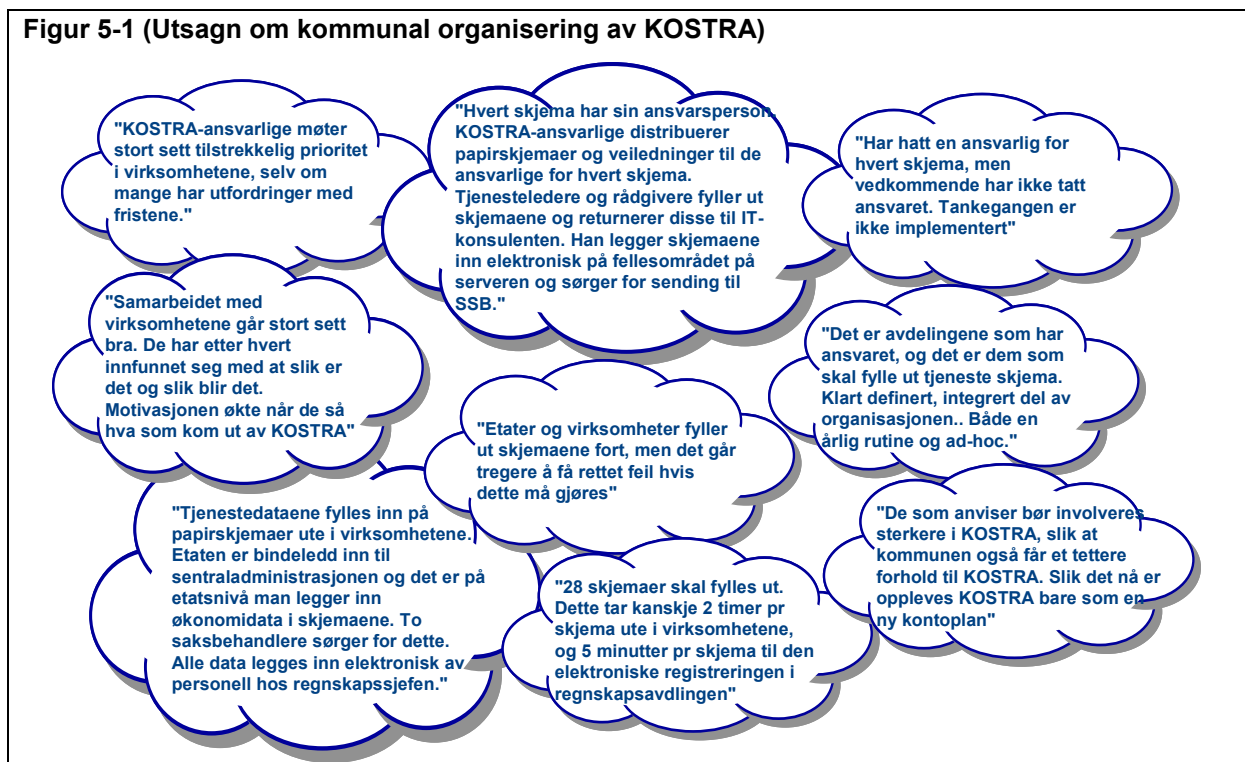 Figur 5-1 (Utsagn om kommunal organisering av KOSTRA)
"KOSTRA-ansvarlige møter
stort sett tilstrekkelig prioritet
i virksomhetene, selv om
mange har utfordringer med
fristene."
"Hvert skjema har sin ansvarsperson.
KOSTRA-ansvarlige distribuerer
papirskjemaer og veiledninger til de
ansvarlige for hvert skjema.
Tjenesteledere og rådgivere fyller ut
skjemaene og returnerer disse til IT-
konsulenten. Han legger skjemaene
inn elektronisk på fellesområdet på
serveren og sørger for sending til
SSB."
"Har hatt en ansvarlig for
hvert skjema, men
vedkommende har ikke tatt
ansvaret. Tankegangen er
ikke implementert"
"Samarbeidet med
virksomhetene går stort sett
bra. De har etter hvert
innfunnet seg med at slik er
det og slik blir det.
Motivasjonen økte når de så
hva som kom ut av KOSTRA"
"Det er avdelingene som har
ansvaret, og det er dem som
skal fylle ut tjeneste skjema.
Klart definert, integrert del av
organisasjonen.. Både en
årlig rutine og ad-hoc."
"Etater og virksomheter fyller
ut skjemaene fort, men det går
tregere å få rettet feil hvis
dette må gjøres"
"Tjenestedataene fylles inn på
papirskjemaer ute i virksomhetene.
Etaten er bindeledd inn til
sentraladministrasjonen og det er på
etatsnivå man legger inn
økonomidata i skjemaene. To
saksbehandlere sørger for dette.
Alle data legges inn elektronisk av
personell hos regnskapssjefen."
"28 skjemaer skal fylles ut.
Dette tar kanskje 2 timer pr
skjema ute i virksomhetene,
og 5 minutter pr skjema til den
elektroniske registreringen i
regnskapsavdlingen"
"De som anviser bør involveres
sterkere i KOSTRA, slik at
kommunen også får et tettere
forhold til KOSTRA. Slik det nå er
oppleves KOSTRA bare som en
ny kontoplan"